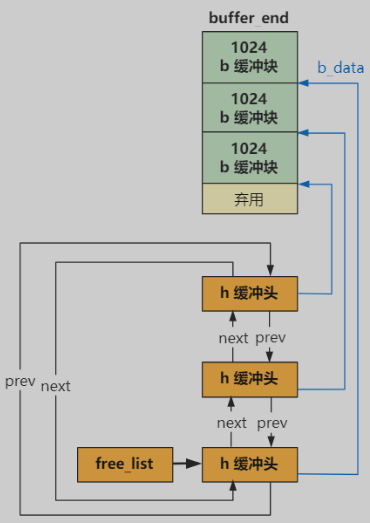 buffer_end
1024
b 缓冲块
b_data
1024
b 缓冲块
1024
b 缓冲块
弃用
h 缓冲头
next
prev
prev
next
h 缓冲头
next
prev
free_list
h 缓冲头